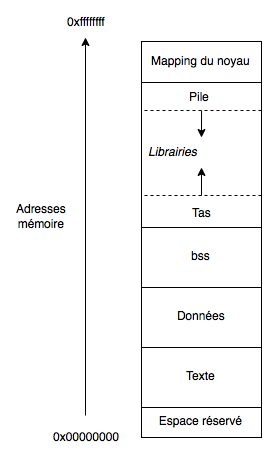 0xffffffff
Mapping du noyau
Pile
Librairies
Adresses
mémoire
Tas
bss
Données
Texte
Espace réservé
0x00000000